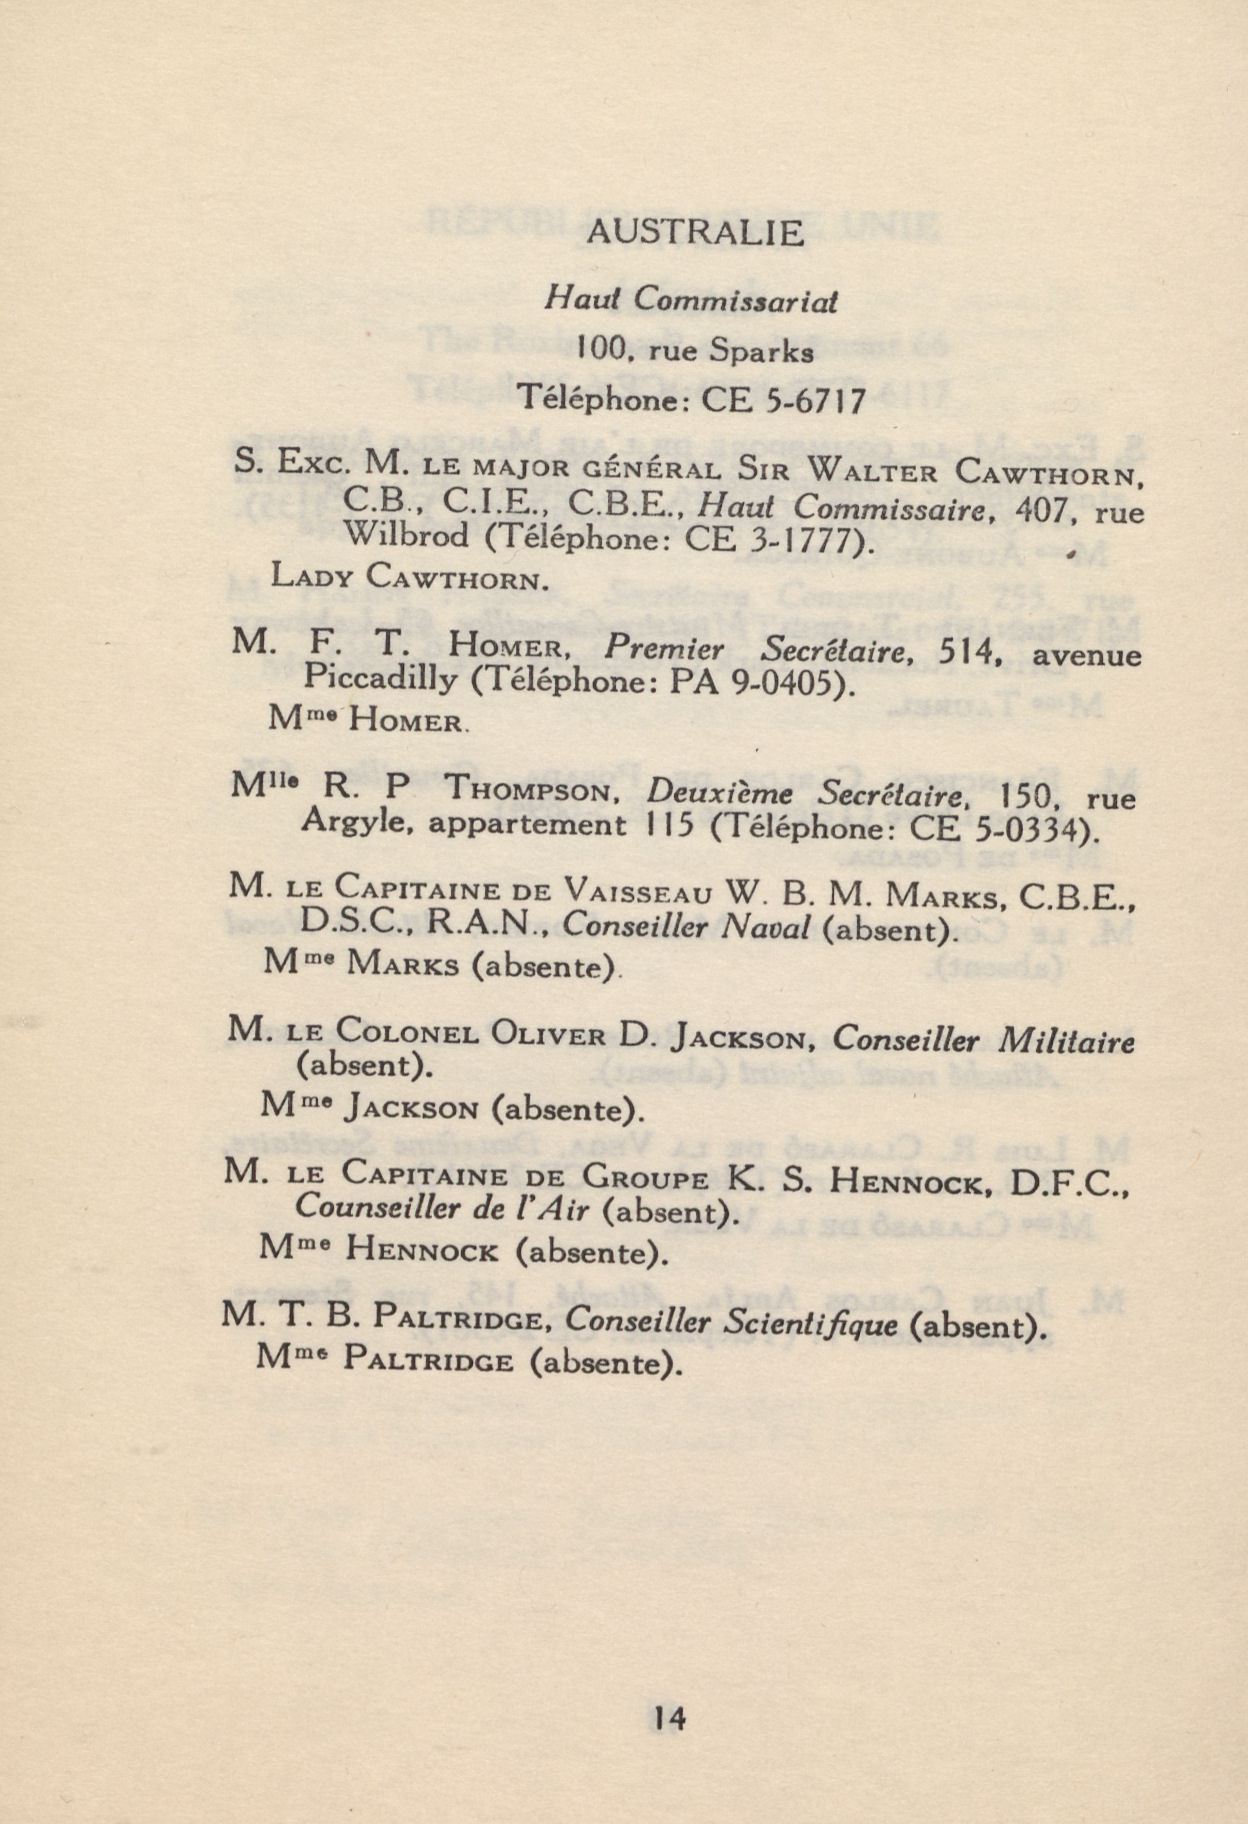 AUSTRALIE
Haut Commissariat
100, rue Sparks
Téléphone: CE 5-6717
S. Exc. M. le major général Sir Walter Cawthorn,
C.B., C.I.E., C.B.E., Haut Commissaire, 407, rue
Wilbrod (Téléphone: CE 3-1777).
Lady Cawthorn.
M. F. T. Homer, Premier Secrétaire, 514, avenue
Piccadilly (Téléphone: PA 9-0405).
Mme Homer.
Mlle R. P Thompson, Deuxième Secrétaire, 150, rue
Argyle, appartement 115 (Téléphone: CE 5-0334).
M. le Capitaine de Vaisseau W. B. M. Marks, C.B.E.,
D.S.C., R.A.N., Conseiller Naval (absent).
Mme Marks (absente).
M. le Colonel Oliver D. Jackson, Conseiller Militaire
(absent).
Mme Jackson (absente).
M. le Capitaine de Groupe K. S. Hennock, D.F.C.,
Counseiller de l'Air (absent).
Mme Hennock (absente).
M. T. B. Paltridge, Conseiller Scientifique (absent).
Mme Paltridge (absente).
14